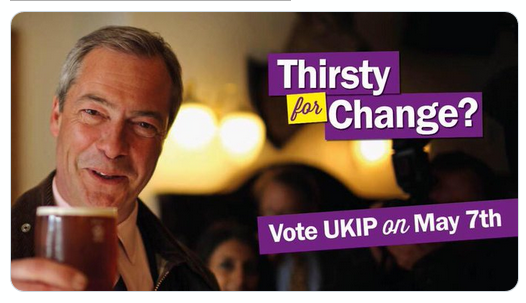 Thirsty
for Change?
Vote UKIP on May 7th